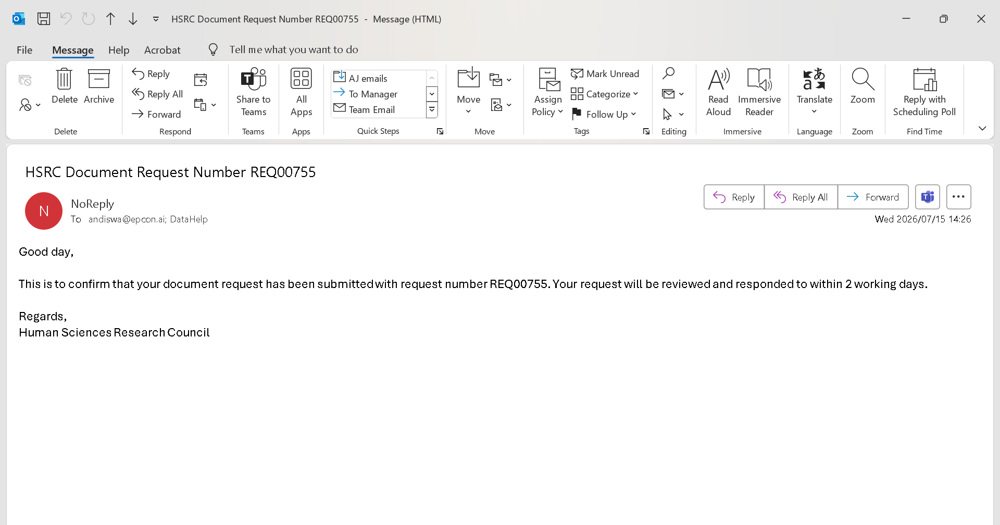 HSRC Document Request Number REQ00755 - Message (HTML)
File Message Help Acrobat Tell me what you want to do
Delete Archive
Delete
Reply
Reply All
Forward
Respond
Share to Teams
Teams
All Apps
Apps
AJ emails
To Manager
Team Email
Quick Steps
Move
Move
Assign Policy
Mark Unread
Categorize
Follow Up
Tags
Editing
Read Aloud
Immersive Reader
Immersive
Translate
Language
Zoom
Zoom
Reply with Scheduling Poll
Find Time
HSRC Document Request Number REQ00755
N
NoReply
To andiswa@epcon.ai; DataHelp
Reply Reply All Forward
Wed 2026/07/15 14:26
Good day,
This is to confirm that your document request has been submitted with request number REQ00755. Your request will be reviewed and responded to within 2 working days.
Regards,
Human Sciences Research Council